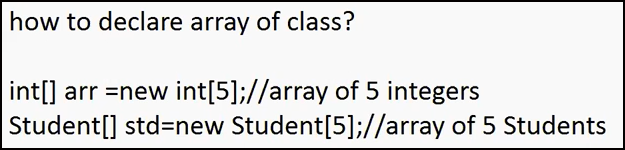 how to declare array of class?
int[] arr =new int[5];//array of 5 integers
Student[] std=new Student[5];//array of 5 Students